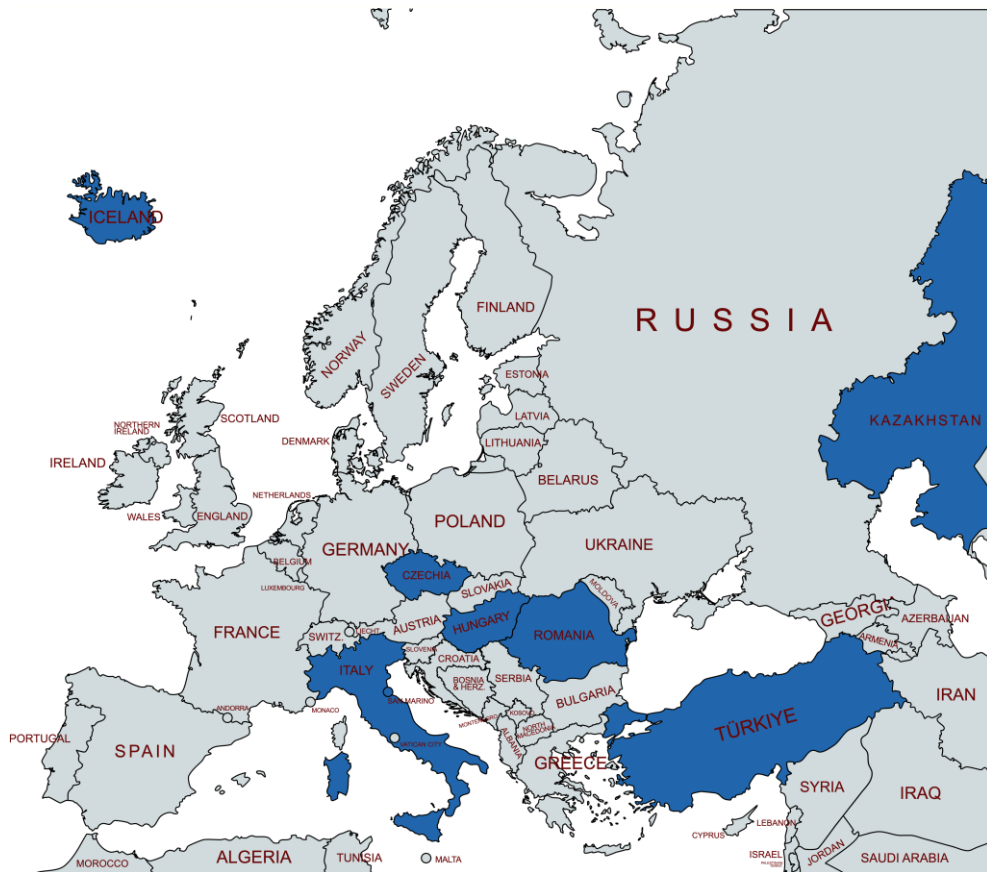 ICELAND
RUSSIA
FINLAND
NORWAY
SWEDEN
ESTONIA
SCOTLAND
LATVIA
KAZAKHSTAN
NORTHERN
IRELAND
DENMARK
LITHUANIA
IRELAND
BELARUS
NETHERLANDS
WALES
ENGLAND
POLAND
UKRAINE
GERMANY
BELGIUM
CZECHIA
LUXEMBOURG
SLOVAKIA
MOLDOVA
GEORGI
AZERBAIJAN
FRANCE
SWITZ.
LIECHT.
AUSTRIA
HUNGARY
ROMANIA
ARMENIA
SLOVENIA
CROATIA
ITALY
BOSNIA
& HERZ.
SERBIA
IRAN
BULGARIA
SAN MARINO
ANDORRA
MONACO
MONTENEGRO
KOSOVO
NORTH
MACEDONIA
TÜRKIYE
PORTUGAL
SPAIN
VATICAN CITY
ALBANIA
GREECE
SYRIA
IRAQ
CYPRUS
LEBANON
MOROCCO
ALGERIA
TUNISIA
MALTA
ISRAEL
JORDAN
SAUDI ARABIA